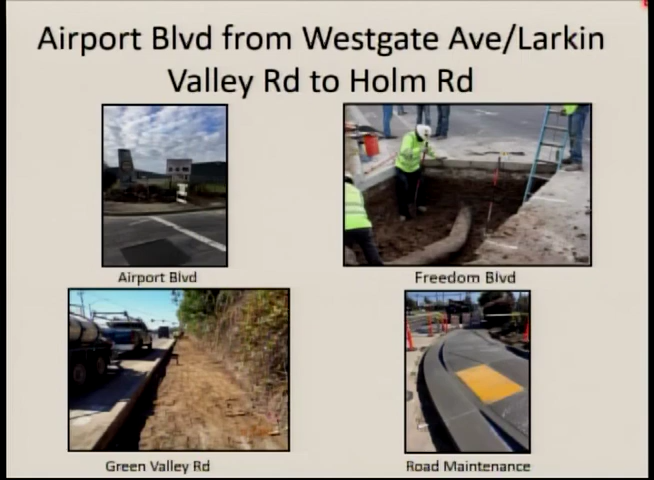 Airport Blvd from Westgate Ave/Larkin
Valley Rd to Holm Rd
Airport Blvd
Freedom Blvd
Green Valley Rd
Road Maintenance